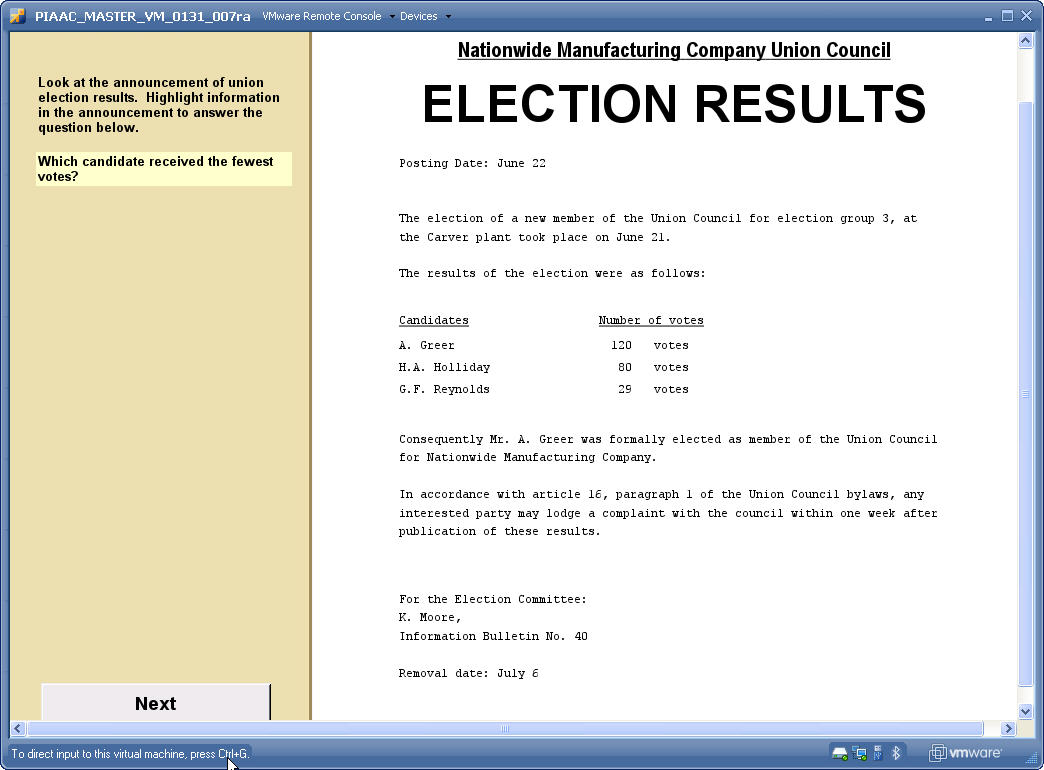 PIAAC_MASTER_VM_0131_007ra VMware Remote Console Devices
Look at the announcement of union
election results. Highlight information
in the announcement to answer the
question below.
Which candidate received the fewest
votes?
Next
Nationwide Manufacturing Company Union Council
ELECTION RESULTS
Posting Date: June 22
The election of a new member of the Union Council for election group 3, at
the Carver plant took place on June 21.
The results of the election were as follows:
Candidates Number of votes
A. Greer 120 votes
H.A. Holliday 80 votes
G.F. Reynolds 29 votes
Consequently Mr. A. Greer was formally elected as member of the Union Council
for Nationwide Manufacturing Company.
In accordance with article 16, paragraph 1 of the Union Council bylaws, any
interested party may lodge a complaint with the council within one week after
publication of these results.
For the Election Committee:
K. Moore,
Information Bulletin No. 40
Removal date: July 6
To direct input to this virtual machine, press Ctrl+G.
vmware